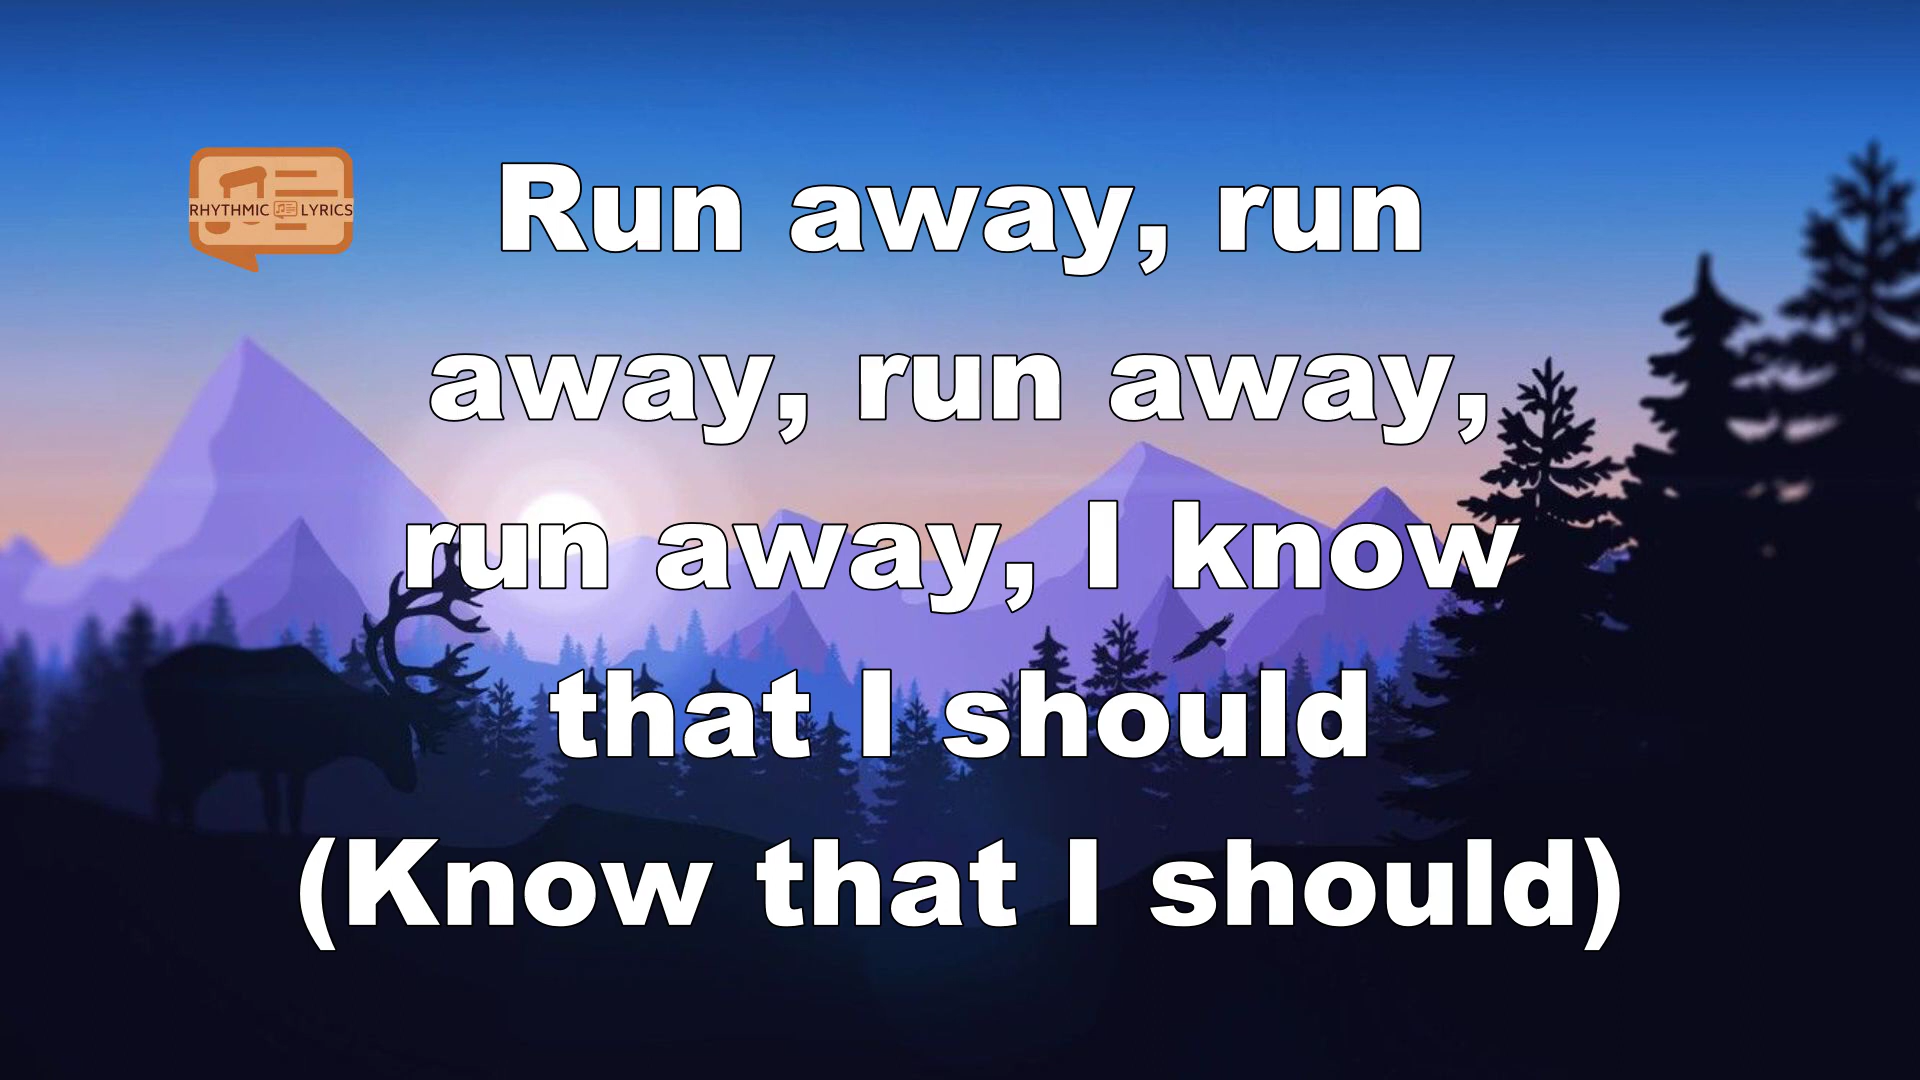 RHYTHMIC LYRICS
Run away, run
away, run away,
run away, I know
that I should
(Know that I should)